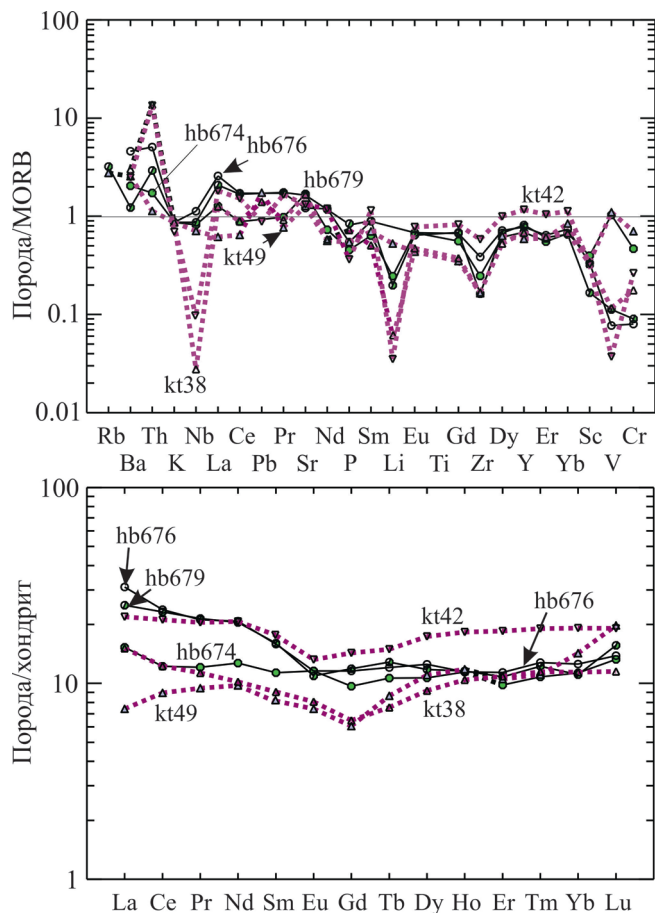 100
10
1
0.1
0.01
Порода/MORB
hb674
hb676
hb679
kt42
kt49
kt38
Rb Th Nb Ce Pr Nd Sm Eu Gd Dy Er Sc Cr
Ba K La Pb Sr P Li Ti Zr Y Yb V
100
10
1
Порода/хондрит
hb676
hb679
hb674
kt49
kt42
hb676
kt38
La Ce Pr Nd Sm Eu Gd Tb Dy Ho Er Tm Yb Lu